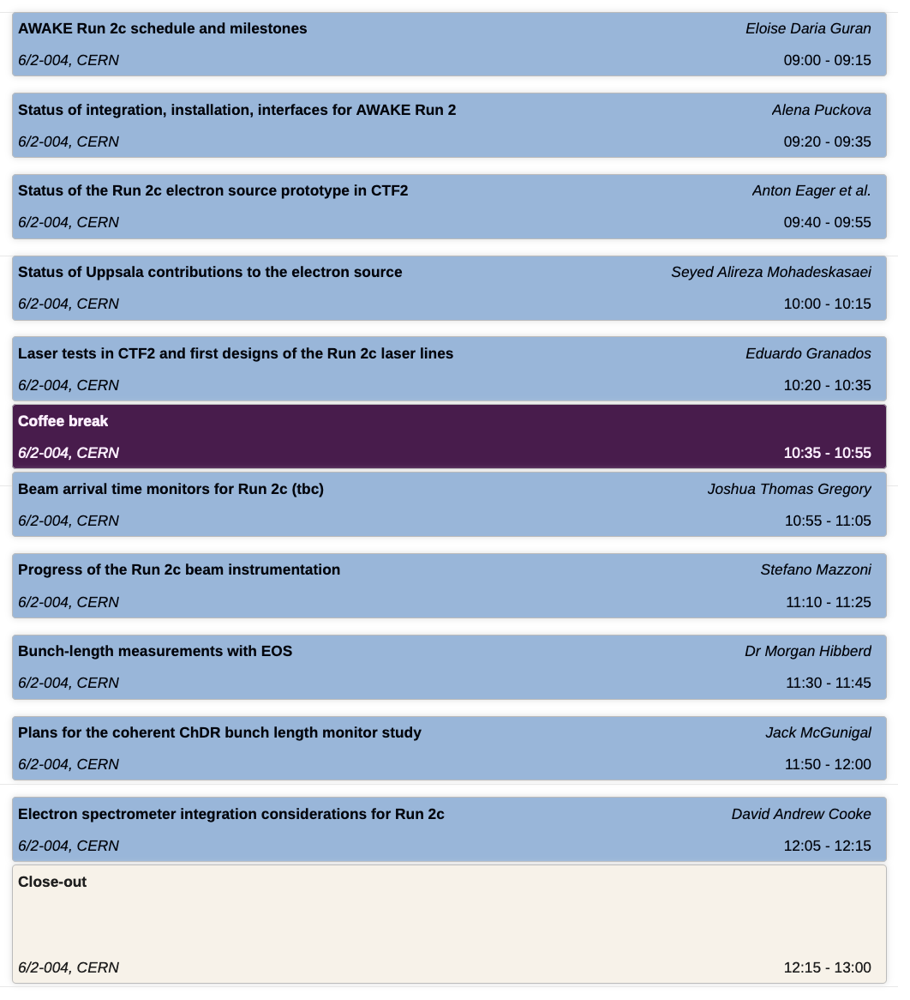 AWAKE Run 2c schedule and milestones Eloise Daria Guran
6/2-004, CERN 09:00 - 09:15
Status of integration, installation, interfaces for AWAKE Run 2 Alena Puckova
6/2-004, CERN 09:20 - 09:35
Status of the Run 2c electron source prototype in CTF2 Anton Eager et al.
6/2-004, CERN 09:40 - 09:55
Status of Uppsala contributions to the electron source Seyed Alireza Mohadeskasaei
6/2-004, CERN 10:00 - 10:15
Laser tests in CTF2 and first designs of the Run 2c laser lines Eduardo Granados
6/2-004, CERN 10:20 - 10:35
Coffee break
6/2-004, CERN 10:35 - 10:55
Beam arrival time monitors for Run 2c (tbc) Joshua Thomas Gregory
6/2-004, CERN 10:55 - 11:05
Progress of the Run 2c beam instrumentation Stefano Mazzoni
6/2-004, CERN 11:10 - 11:25
Bunch-length measurements with EOS Dr Morgan Hibberd
6/2-004, CERN 11:30 - 11:45
Plans for the coherent ChDR bunch length monitor study Jack McGunigal
6/2-004, CERN 11:50 - 12:00
Electron spectrometer integration considerations for Run 2c David Andrew Cooke
6/2-004, CERN 12:05 - 12:15
Close-out
6/2-004, CERN 12:15 - 13:00